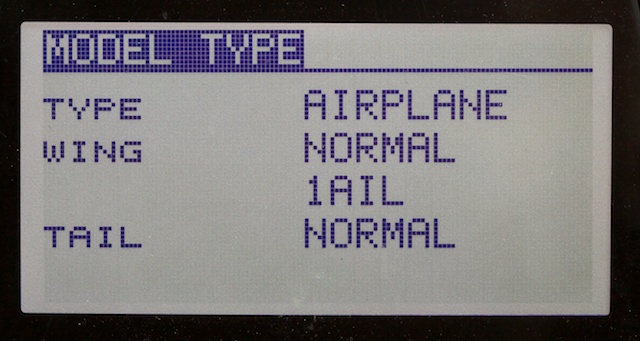 MODEL TYPE
TYPE AIRPLANE
WING NORMAL
1AIL
TAIL NORMAL